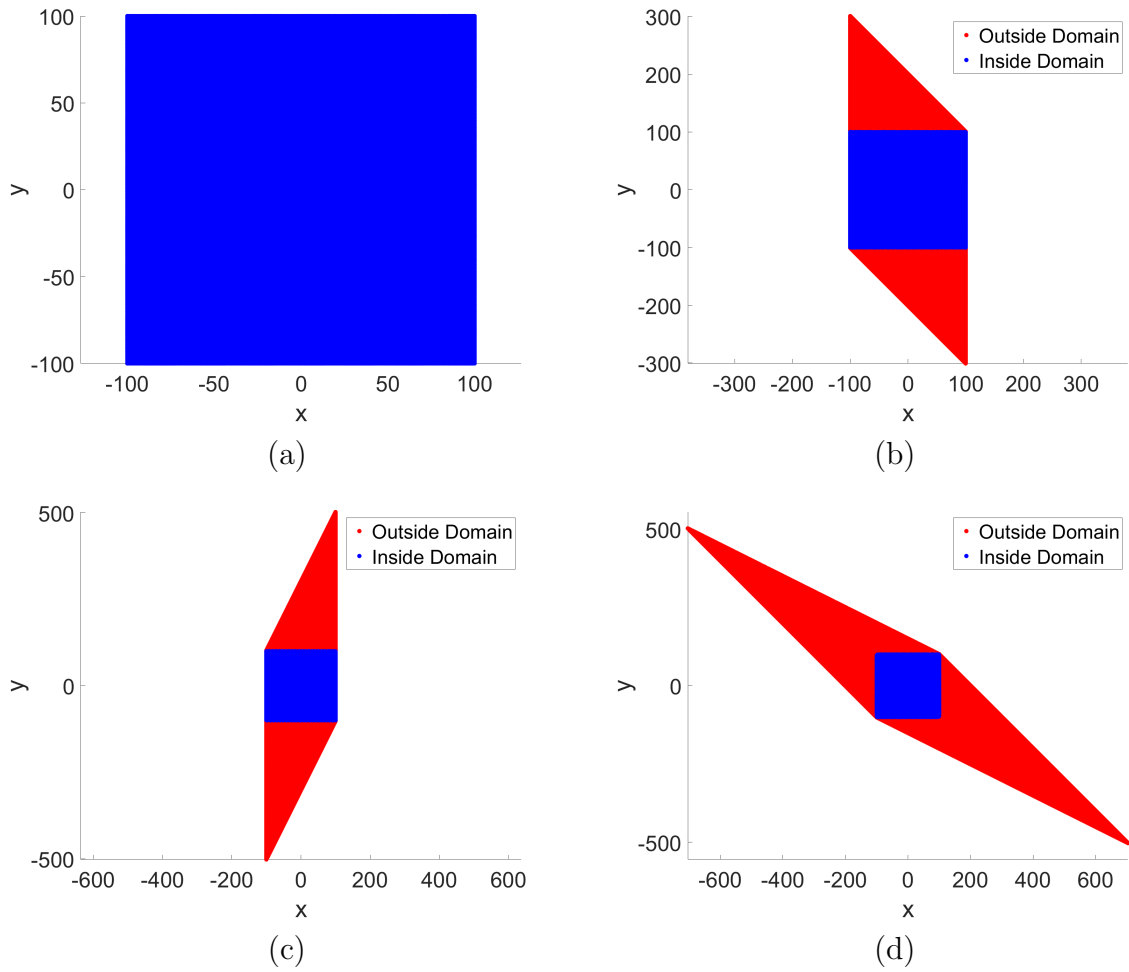 100
50
0
-50
-100
-100 -50 0 50 100
x
y
(a)
300
200
100
0
-100
-200
-300
-300 -200 -100 0 100 200 300
x
y
Outside Domain
Inside Domain
(b)
500
0
-500
-600 -400 -200 0 200 400 600
x
y
Outside Domain
Inside Domain
(c)
500
0
-500
-600 -400 -200 0 200 400 600
x
y
Outside Domain
Inside Domain
(d)